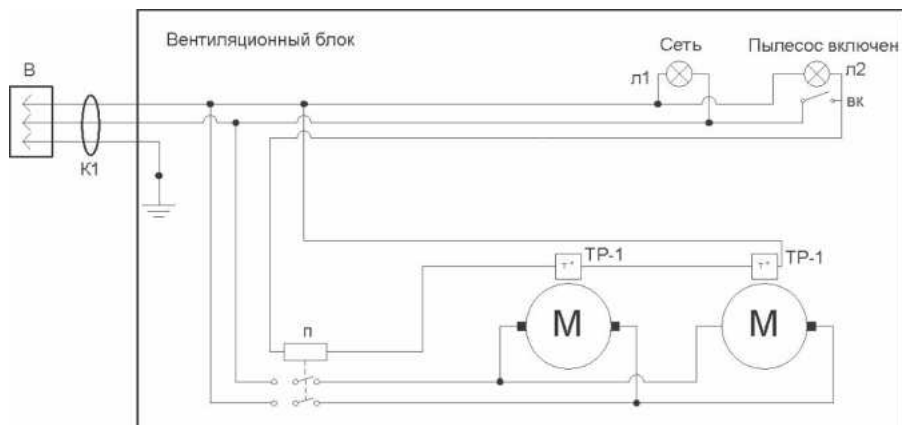 Вентиляционный блок
Сеть
Пылесос включен
В
л1
л2
вк
К1
ТР-1
ТР-1
т°
т°
М
М
п